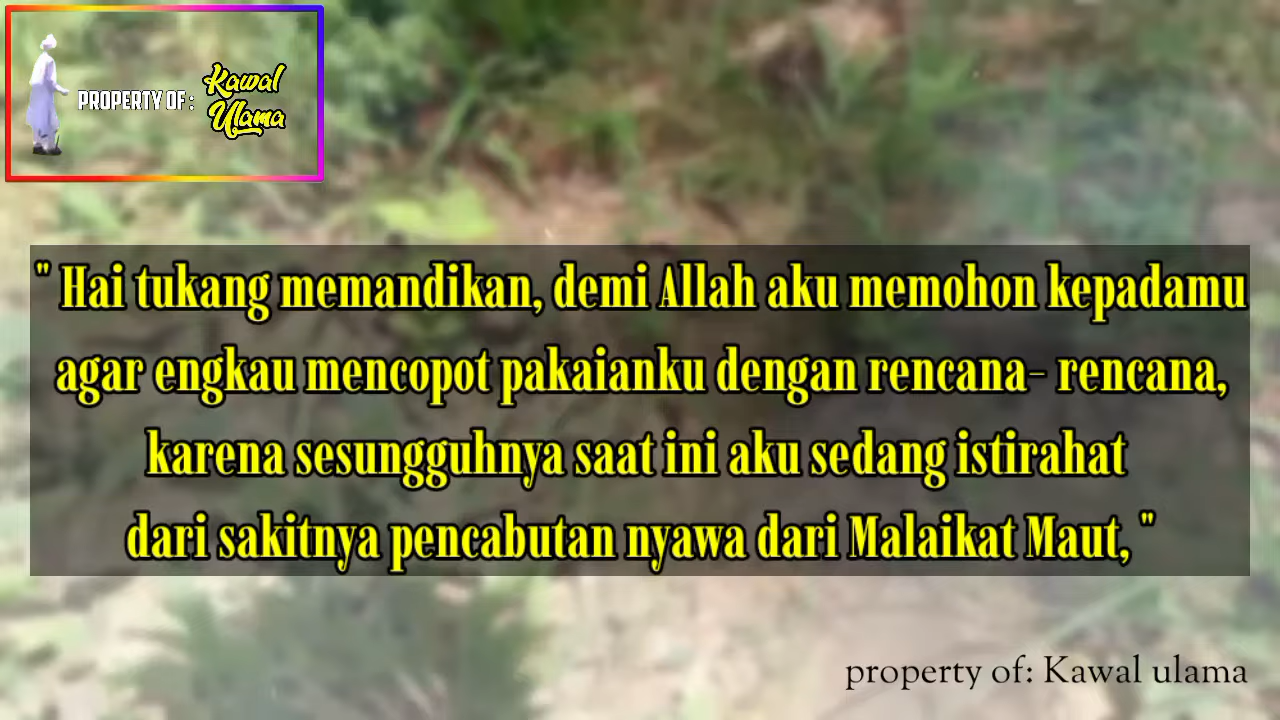 PROPERTY OF :
Kawal
Ulama
" Hai tukang memandikan, demi Allah aku memohon kepadamu
agar engkau mencopot pakaianku dengan rencana- rencana,
karena sesungguhnya saat ini aku sedang istirahat
dari sakitnya pencabutan nyawa dari Malaikat Maut, "
property of: Kawal ulama